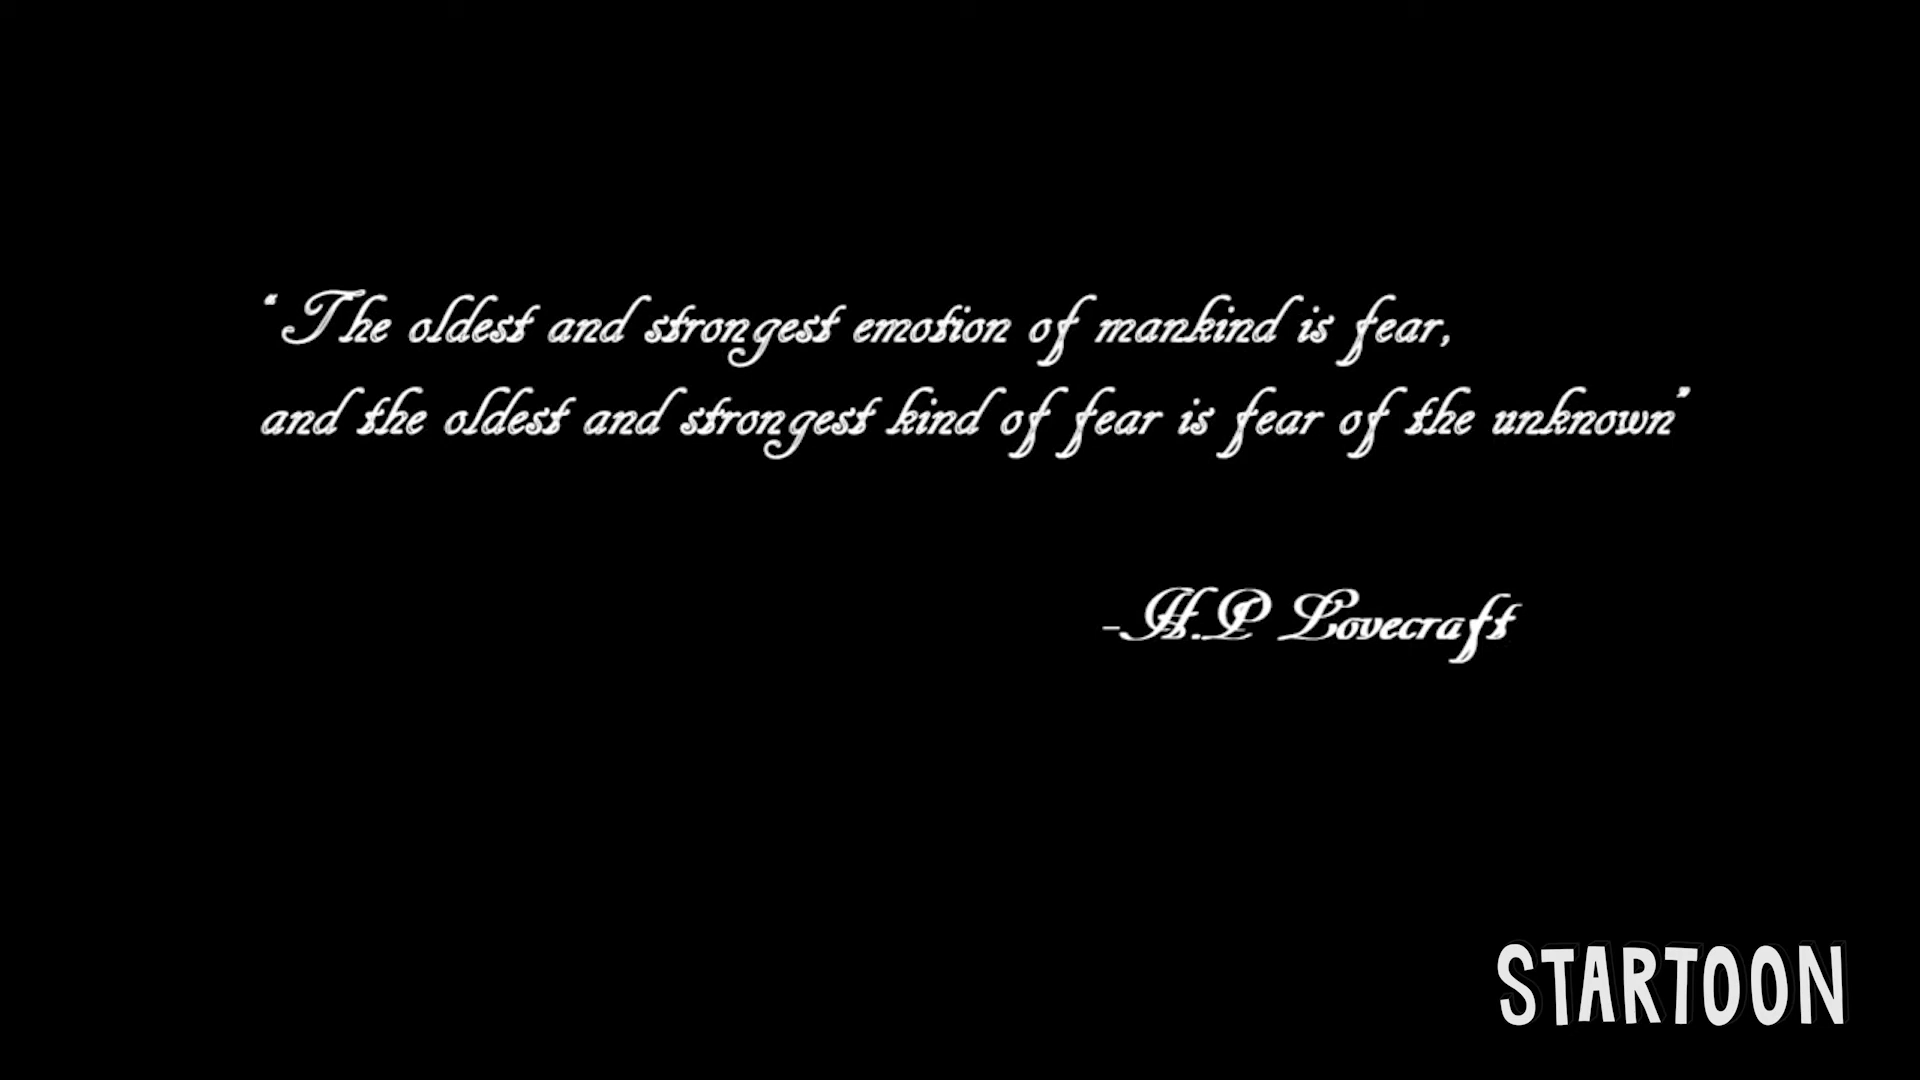 “The oldest and strongest emotion of mankind is fear,
and the oldest and strongest kind of fear is fear of the unknown”
-H.P Lovecraft
STARTOON